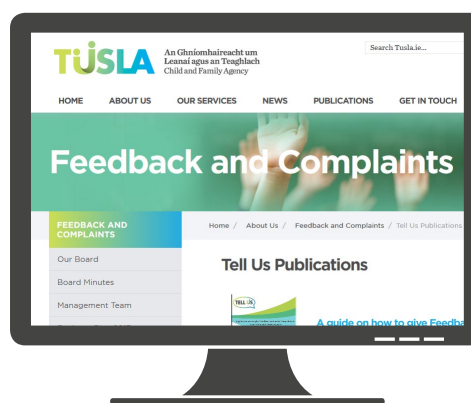 TUSLA
An Ghníomhaireacht um
Leanaí agus an Teaghlach
Child and Family Agency
Search Tusla.ie...
HOME ABOUT US OUR SERVICES NEWS PUBLICATIONS GET IN TOUCH
Feedback and Complaints
FEEDBACK AND
COMPLAINTS
Home / About Us / Feedback and Complaints / Tell Us Publications
Our Board
Board Minutes
Management Team
Tell Us Publications
TELL US
A guide on how to give Feedba